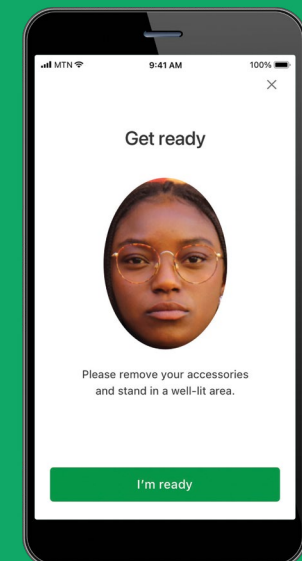 MTN 9:41 AM 100%
Get ready
Please remove your accessories
and stand in a well-lit area.
I'm ready